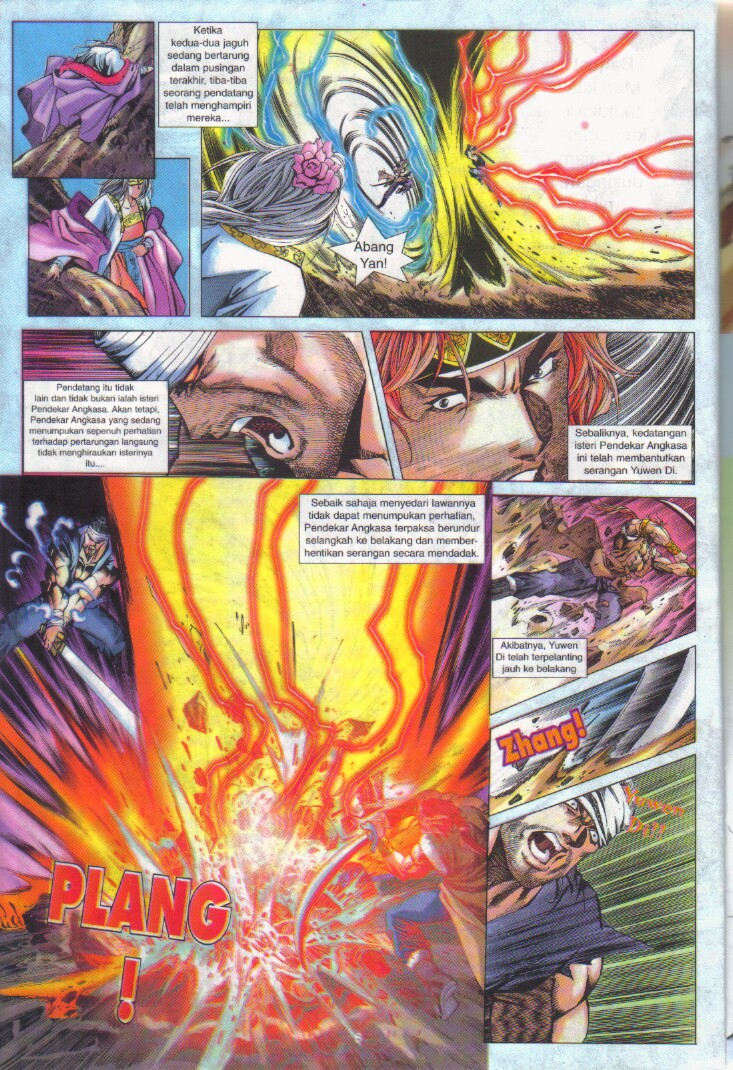 Ketika
kedua-dua jaguh
sedang bertarung
dalam pusingan
terakhir, tiba-tiba
seorang pendatang
telah menghampiri
mereka...
Abang
Yan!
Pendatang itu tidak
lain dan tidak bukan ialah isteri
Pendekar Angkasa. Akan tetapi,
Pendekar Angkasa yang sedang
menumpukan sepenuh perhatian
terhadap pertarungan langsung
tidak menghiraukan isterinya
itu....
Sebaliknya, kedatangan
isteri Pendekar Angkasa
ini telah membantutkan
serangan Yuwen Di.
Sebaik sahaja menyedari lawannya
tidak dapat menumpukan perhatian,
Pendekar Angkasa terpaksa berundur
selangkah ke belakang dan member-
hentikan serangan secara mendadak.
Akibatnya, Yuwen
Di telah terpelanting
jauh ke belakang
Zhang!
Yuwen
Di!!
PLANG
!